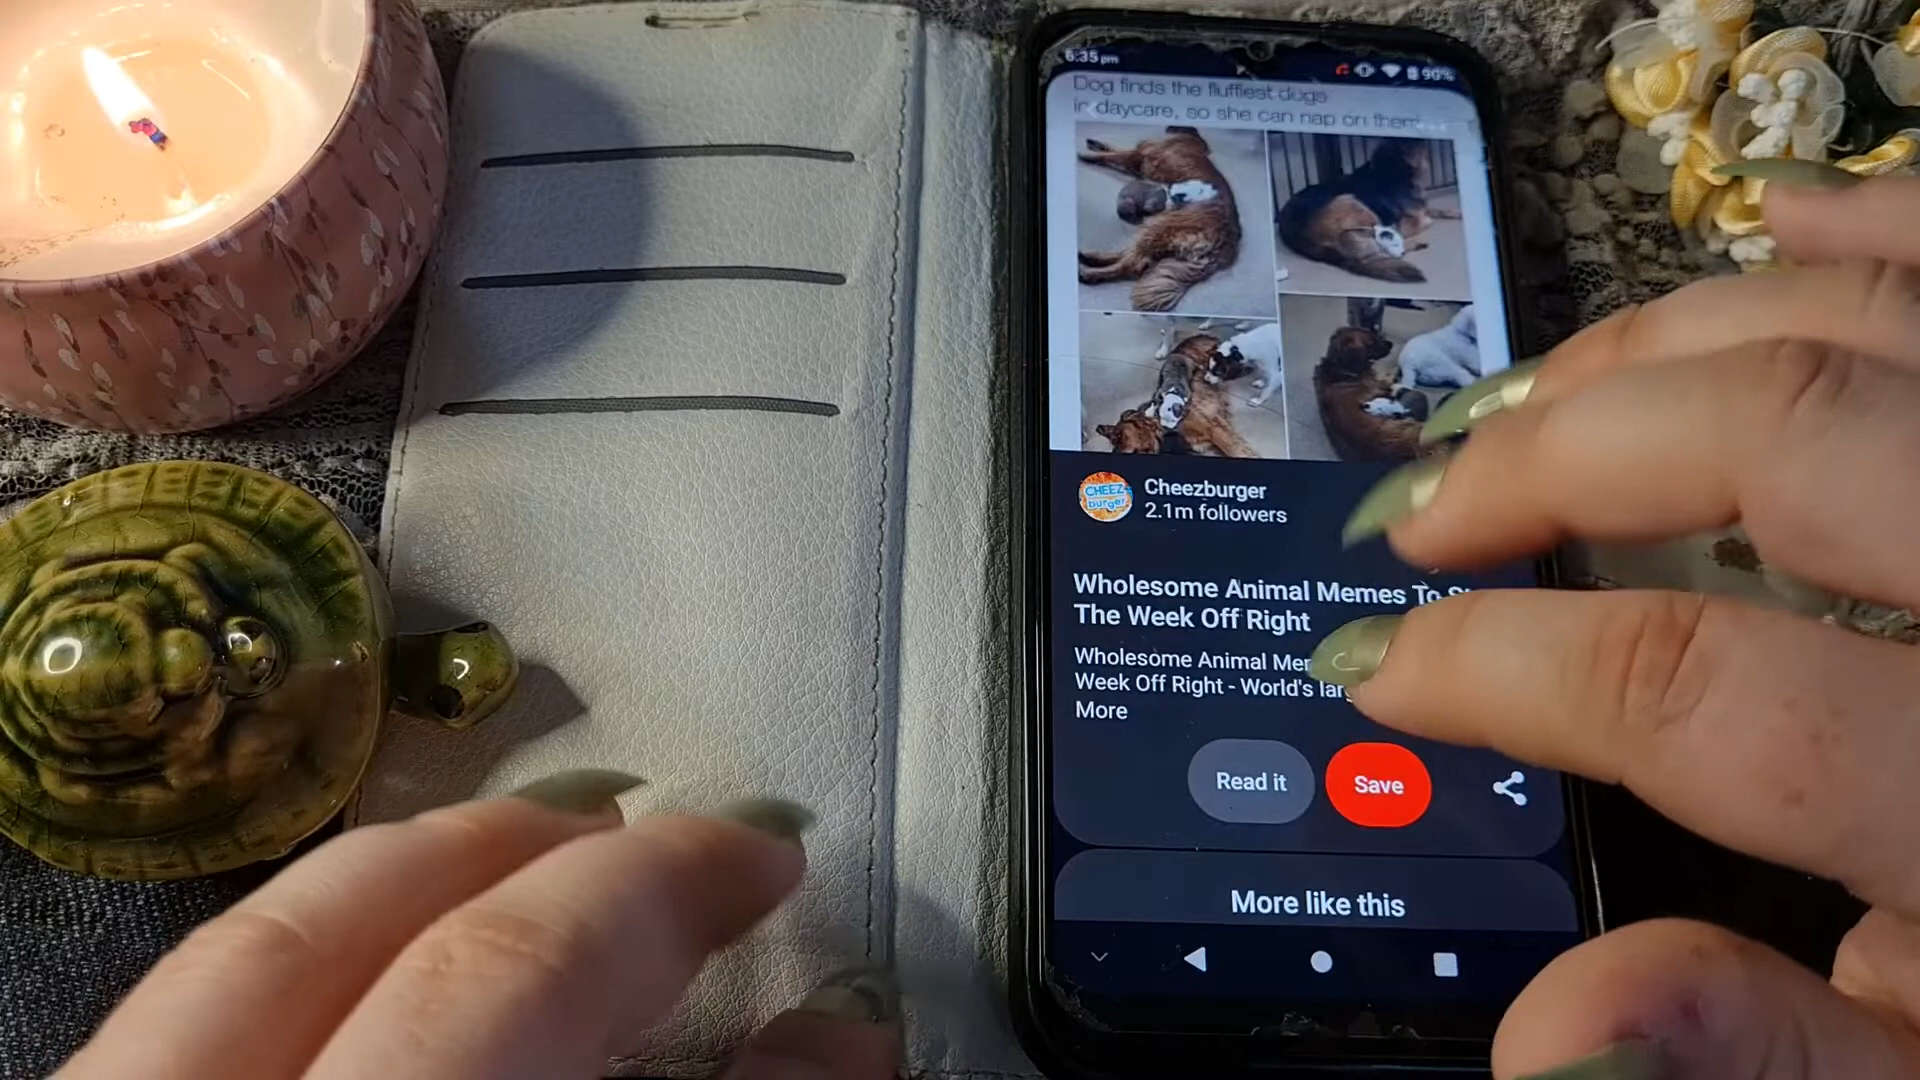 6:35 pm
90%
Dog finds the fluffiest dogs
in daycare, so she can nap on them
CHEEZ
burger
Cheezburger
2.1m followers
Wholesome Animal Memes To
The Week Off Right
Wholesome Animal
Week Off Right - World's
More
Read it
Save
More like this